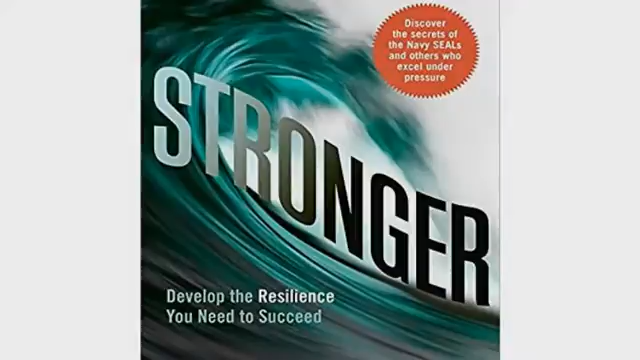 Discover
the secrets of
the Navy SEALs
and others who
excel under
pressure
STRONGER
Develop the Resilience
You Need to Succeed